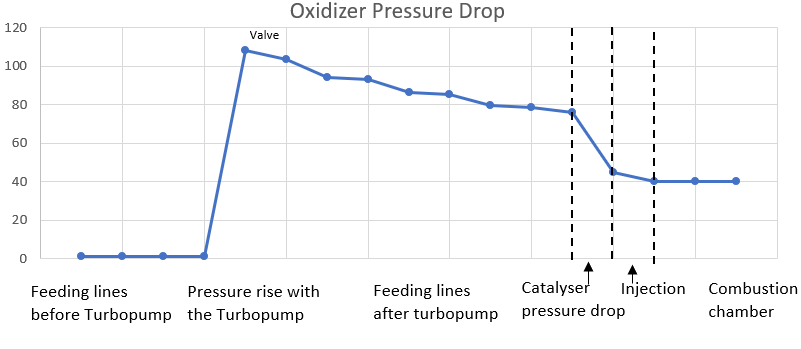 Oxidizer Pressure Drop
120
Valve
100
80
60
40
20
0
Feeding lines
before Turbopump
Pressure rise with
the Turbopump
Feeding lines
after turbopump
Catalyser
pressure drop
Injection
Combustion
chamber